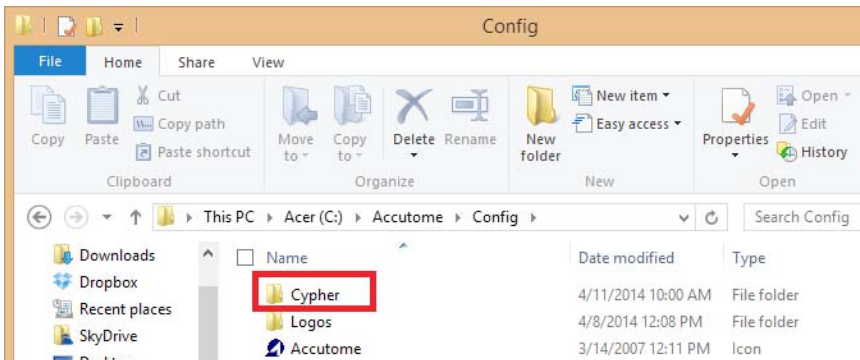 Config
File Home Share View
Copy Paste Cut Copy path Paste shortcut Move to Copy to Delete Rename New folder New item Easy access Properties Open Edit History
Clipboard Organize New Open
This PC Acer (C:) Accutome Config Search Config
Downloads Name Date modified Type
Dropbox Cypher 4/11/2014 10:00 AM File folder
Recent places Logos 4/8/2014 12:08 PM File folder
SkyDrive Accutome 3/14/2007 12:11 PM Icon